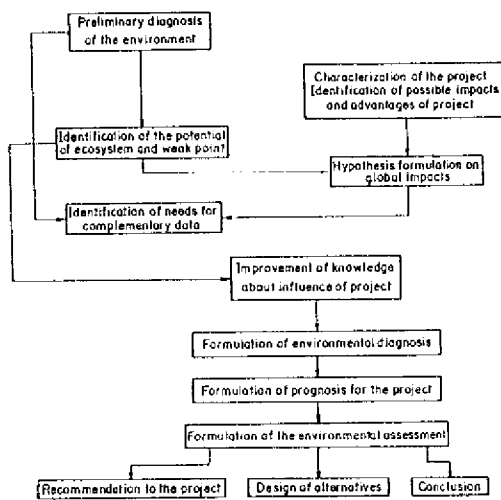 Preliminary diagnosis
of the environment
Characterization of the project
Identification of possible impacts
and advantages of project
Identification of the potential
of ecosystem and weak point
Hypothesis formulation on
global impacts
Identification of needs for
complementary data
Improvement of knowledge
about influence of project
Formulation of environmental diagnosis
Formulation of prognosis for the project
Formulation of the environmental assessment
Recommendation to the project
Design of alternatives
Conclusion